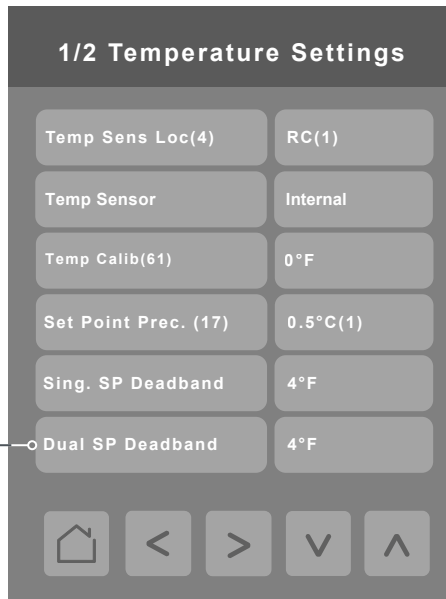 1/2 Temperature Settings
Temp Sens Loc(4) RC(1)
Temp Sensor Internal
Temp Calib(61) 0°F
Set Point Prec. (17) 0.5°C(1)
Sing. SP Deadband 4°F
Dual SP Deadband 4°F